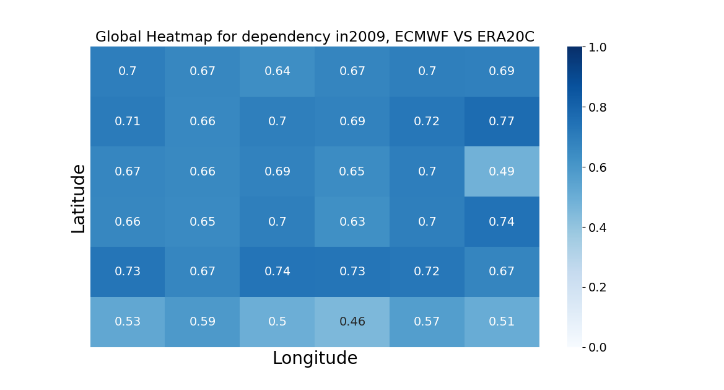 Global Heatmap for dependency in2009, ECMWF VS ERA20C
0.7 0.67 0.64 0.67 0.7 0.69
0.71 0.66 0.7 0.69 0.72 0.77
0.67 0.66 0.69 0.65 0.7 0.49
0.66 0.65 0.7 0.63 0.7 0.74
0.73 0.67 0.74 0.73 0.72 0.67
0.53 0.59 0.5 0.46 0.57 0.51
Latitude
Longitude
1.0
0.8
0.6
0.4
0.2
0.0